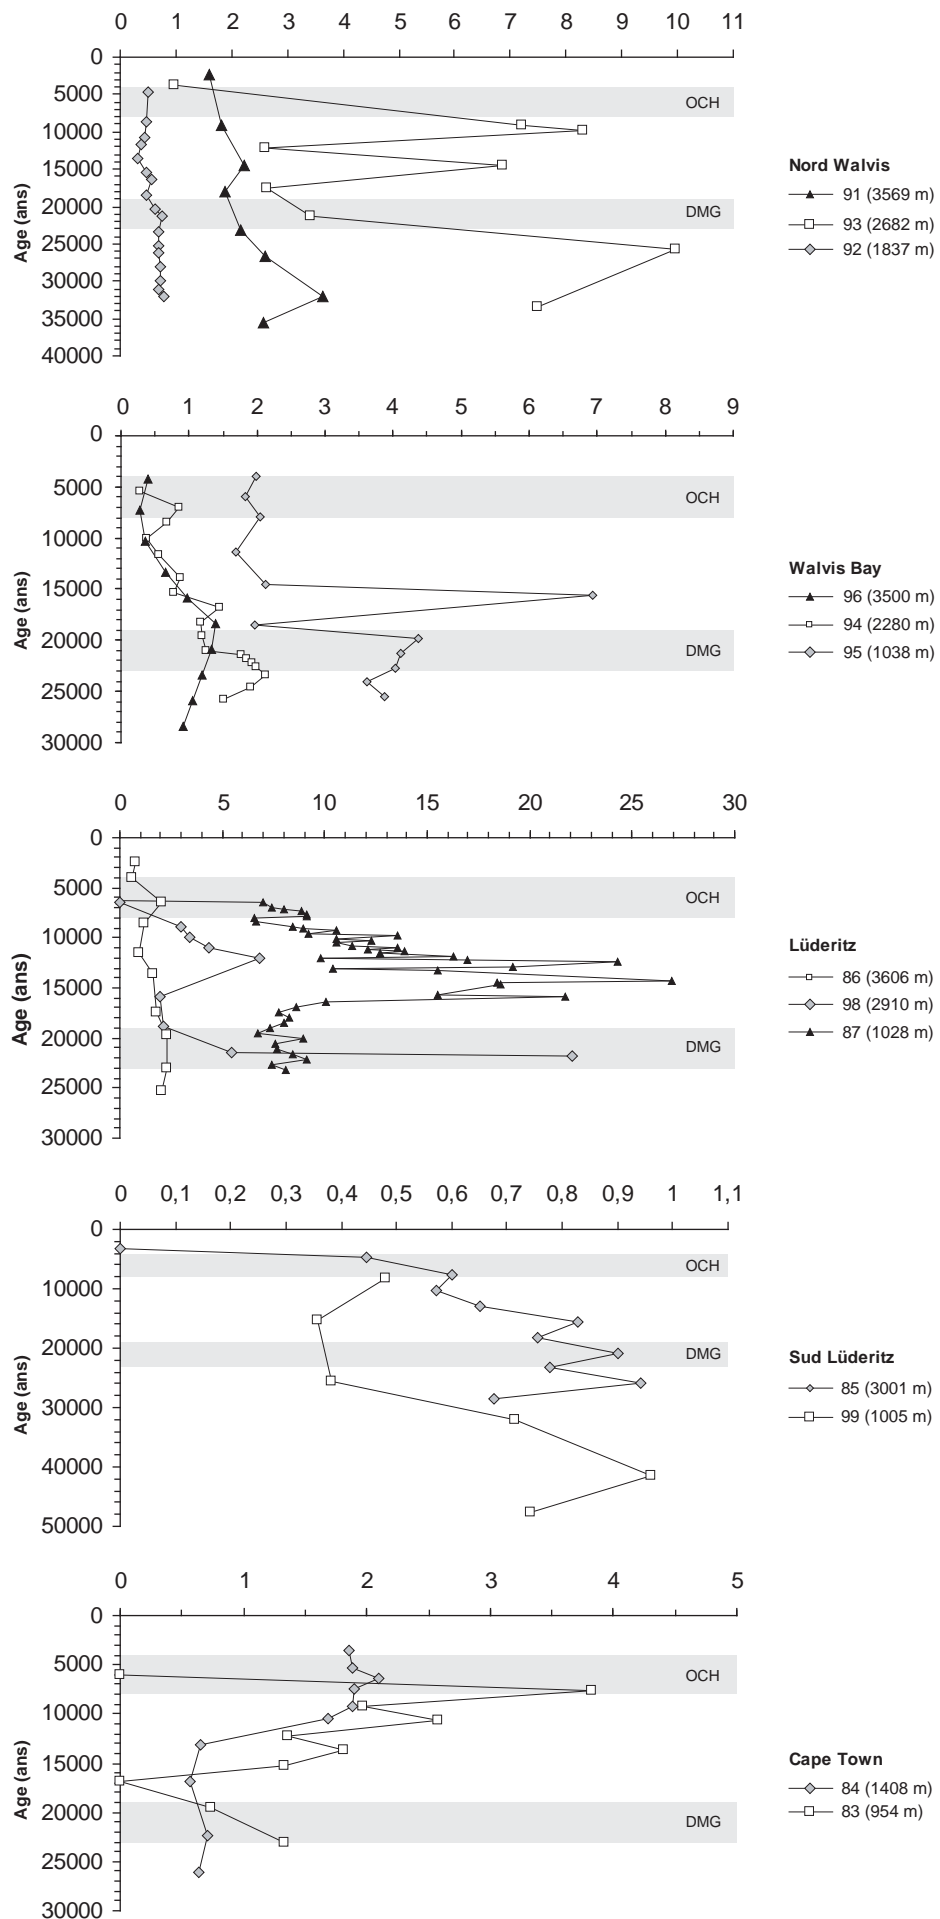 0 1 2 3 4 5 6 7 8 9 10 11
0
5000
10000
15000
20000
25000
30000
35000
40000
Age (ans)
OCH
DMG
Nord Walvis
91 (3569 m)
93 (2682 m)
92 (1837 m)
0 1 2 3 4 5 6 7 8 9
0
5000
10000
15000
20000
25000
30000
Age (ans)
OCH
DMG
Walvis Bay
96 (3500 m)
94 (2280 m)
95 (1038 m)
0 5 10 15 20 25 30
0
5000
10000
15000
20000
25000
30000
Age (ans)
OCH
DMG
Lüderitz
86 (3606 m)
98 (2910 m)
87 (1028 m)
0 0,1 0,2 0,3 0,4 0,5 0,6 0,7 0,8 0,9 1 1,1
0
10000
20000
30000
40000
50000
Age (ans)
OCH
DMG
Sud Lüderitz
85 (3001 m)
99 (1005 m)
0 1 2 3 4 5
0
5000
10000
15000
20000
25000
30000
Age (ans)
OCH
DMG
Cape Town
84 (1408 m)
83 (954 m)